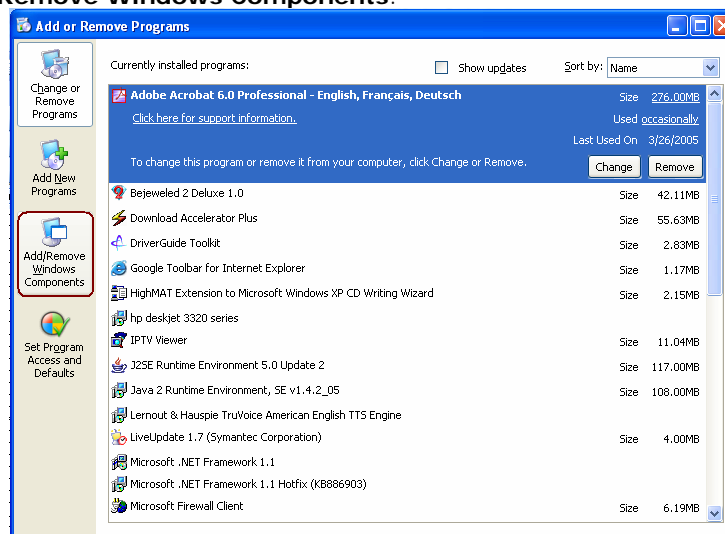 Remove Windows Components.
Add or Remove Programs
Change or
Remove
Programs
Add New
Programs
Add/Remove
Windows
Components
Set Program
Access and
Defaults
Currently installed programs:
Show updates
Sort by: Name
Adobe Acrobat 6.0 Professional - English, Français, Deutsch Size 276.00MB
Click here for support information. Used occasionally
Last Used On 3/26/2005
To change this program or remove it from your computer, click Change or Remove. Change Remove
Bejeweled 2 Deluxe 1.0 Size 42.11MB
Download Accelerator Plus Size 55.63MB
DriverGuide Toolkit Size 2.83MB
Google Toolbar for Internet Explorer Size 1.17MB
HighMAT Extension to Microsoft Windows XP CD Writing Wizard Size 2.15MB
hp deskjet 3320 series
IPTV Viewer Size 11.04MB
J2SE Runtime Environment 5.0 Update 2 Size 117.00MB
Java 2 Runtime Environment, SE v1.4.2_05 Size 108.00MB
Lernout & Hauspie TruVoice American English TTS Engine
LiveUpdate 1.7 (Symantec Corporation) Size 4.00MB
Microsoft .NET Framework 1.1
Microsoft .NET Framework 1.1 Hotfix (KB886903)
Microsoft Firewall Client Size 6.19MB